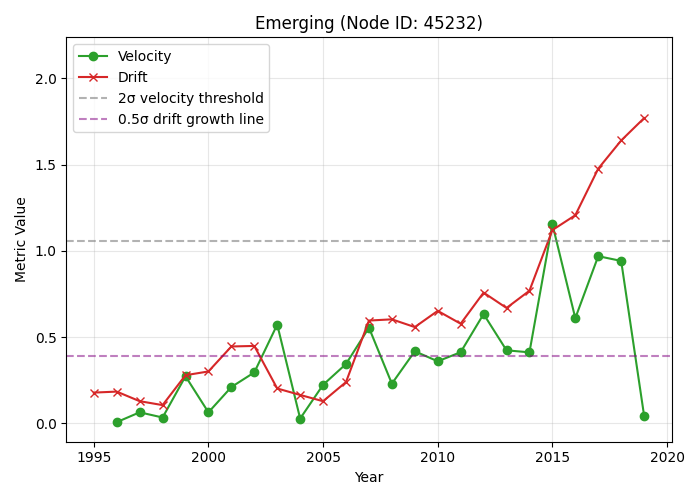 Emerging (Node ID: 45232)
Velocity
Drift
2σ velocity threshold
0.5σ drift growth line
Metric Value
2.0
1.5
1.0
0.5
0.0
1995
2000
2005
2010
2015
2020
Year